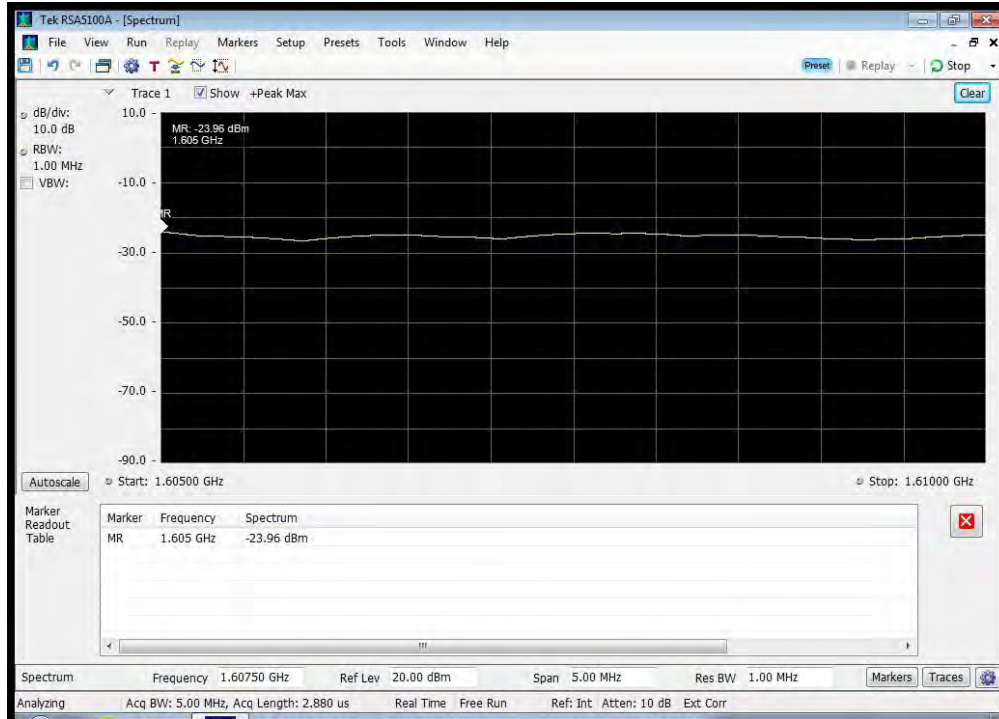 Tek RSA5100A - [Spectrum]
File View Run Replay Markers Setup Presets Tools Window Help
Preset Replay Stop
Trace 1 Show +Peak Max Clear
dB/div:
10.0 dB
RBW:
1.00 MHz
VBW:
10.0
-10.0
-30.0
-50.0
-70.0
-90.0
MR: -23.96 dBm
1.605 GHz
MR
Autoscale Start: 1.60500 GHz Stop: 1.61000 GHz
Marker
Readout
Table
Marker Frequency Spectrum
MR 1.605 GHz -23.96 dBm
Spectrum Frequency 1.60750 GHz Ref Lev 20.00 dBm Span 5.00 MHz Res BW 1.00 MHz Markers Traces
Analyzing Acq BW: 5.00 MHz, Acq Length: 2.880 us Real Time Free Run Ref: Int Atten: 10 dB Ext Corr